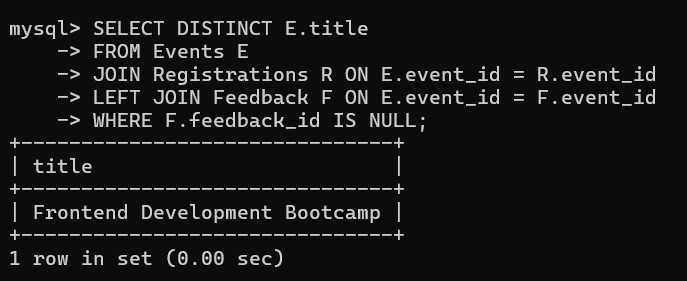 mysql> SELECT DISTINCT E.title
    -> FROM Events E
    -> JOIN Registrations R ON E.event_id = R.event_id
    -> LEFT JOIN Feedback F ON E.event_id = F.event_id
    -> WHERE F.feedback_id IS NULL;
+-------------------------------+
| title                         |
+-------------------------------+
| Frontend Development Bootcamp |
+-------------------------------+
1 row in set (0.00 sec)